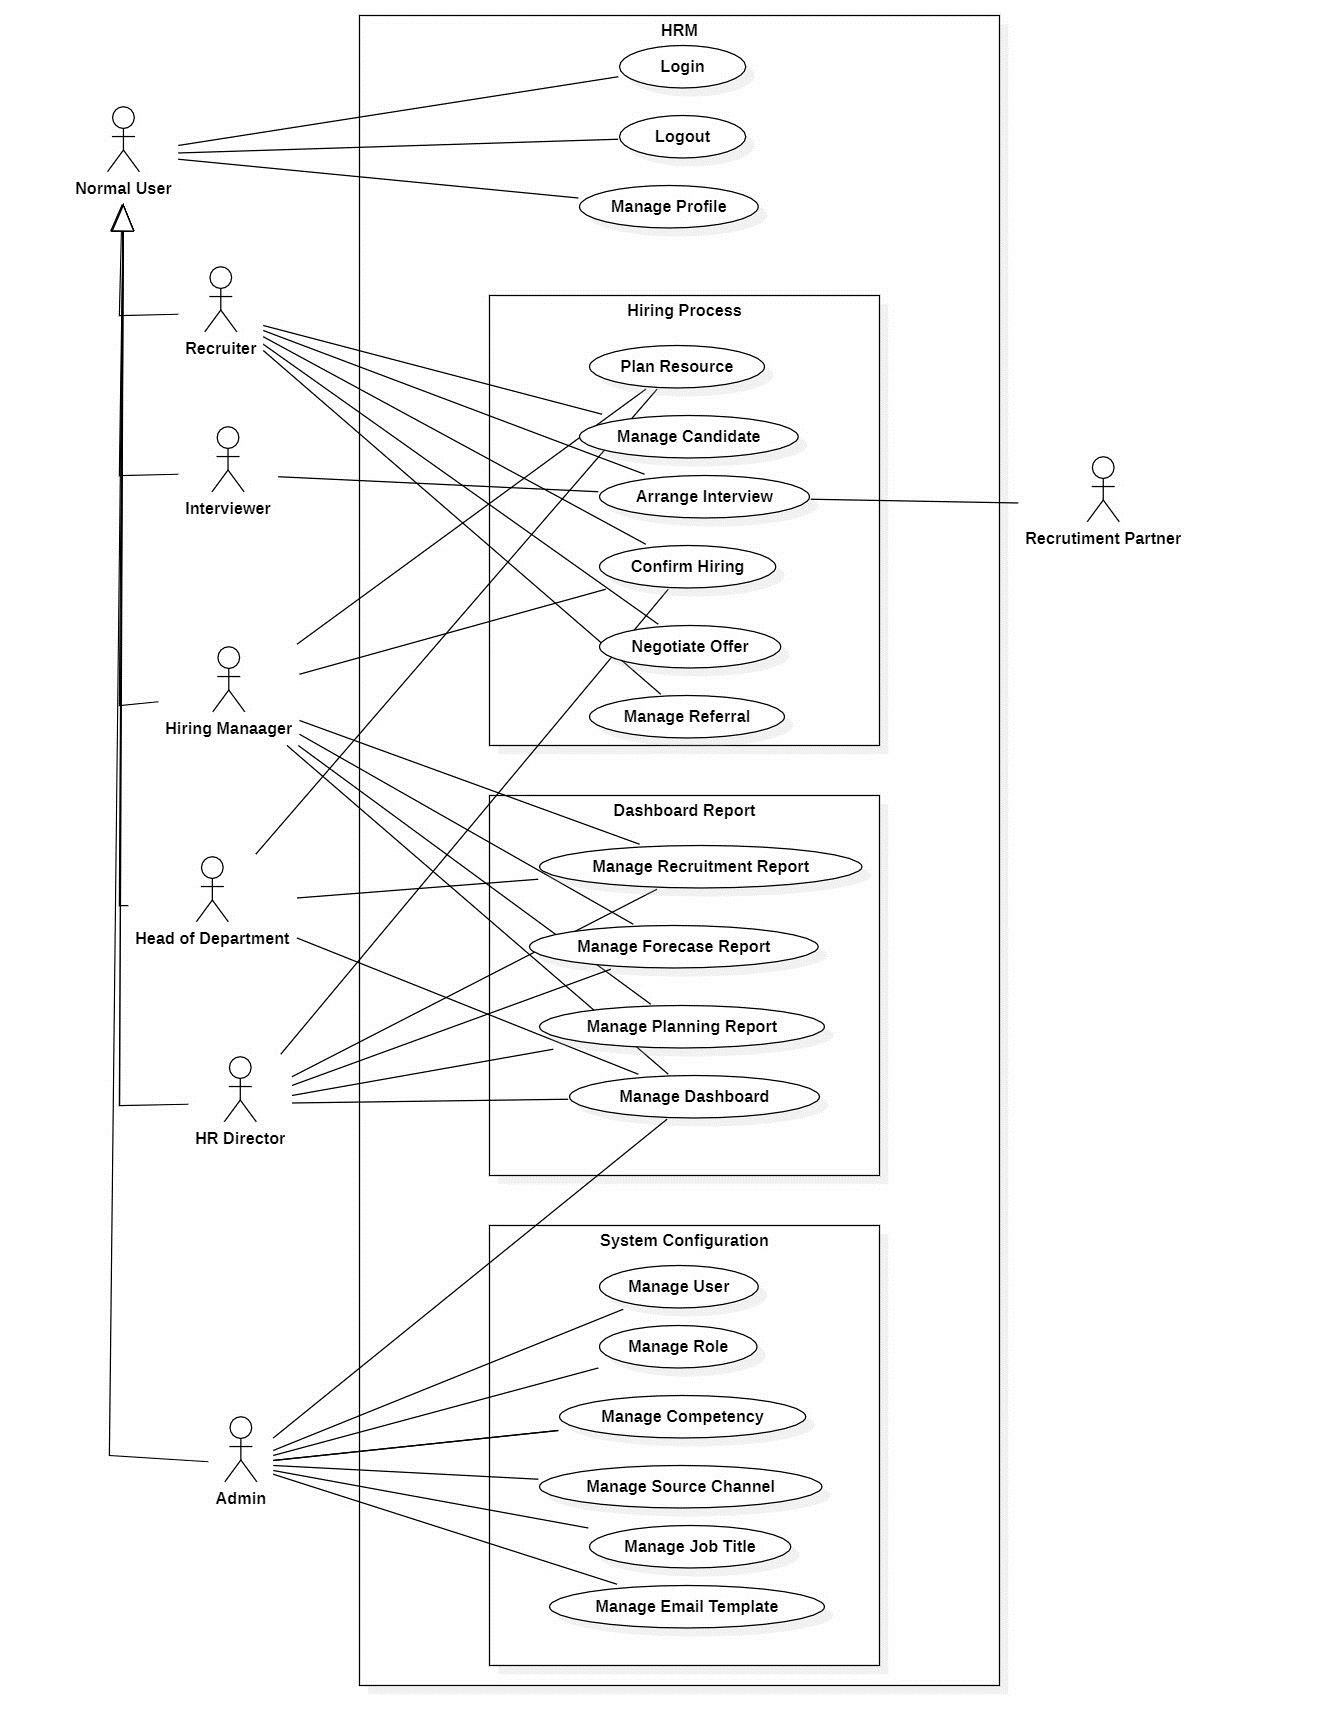 HRM
Login
Logout
Normal User
Manage Profile
Hiring Process
Recruiter
Plan Resource
Manage Candidate
Arrange Interview
Interviewer
Recrutiment Partner
Confirm Hiring
Negotiate Offer
Manage Referral
Hiring Manaager
Dashboard Report
Manage Recruitment Report
Head of Department
Manage Forecase Report
Manage Planning Report
Manage Dashboard
HR Director
System Configuration
Manage User
Manage Role
Manage Competency
Manage Source Channel
Admin
Manage Job Title
Manage Email Template